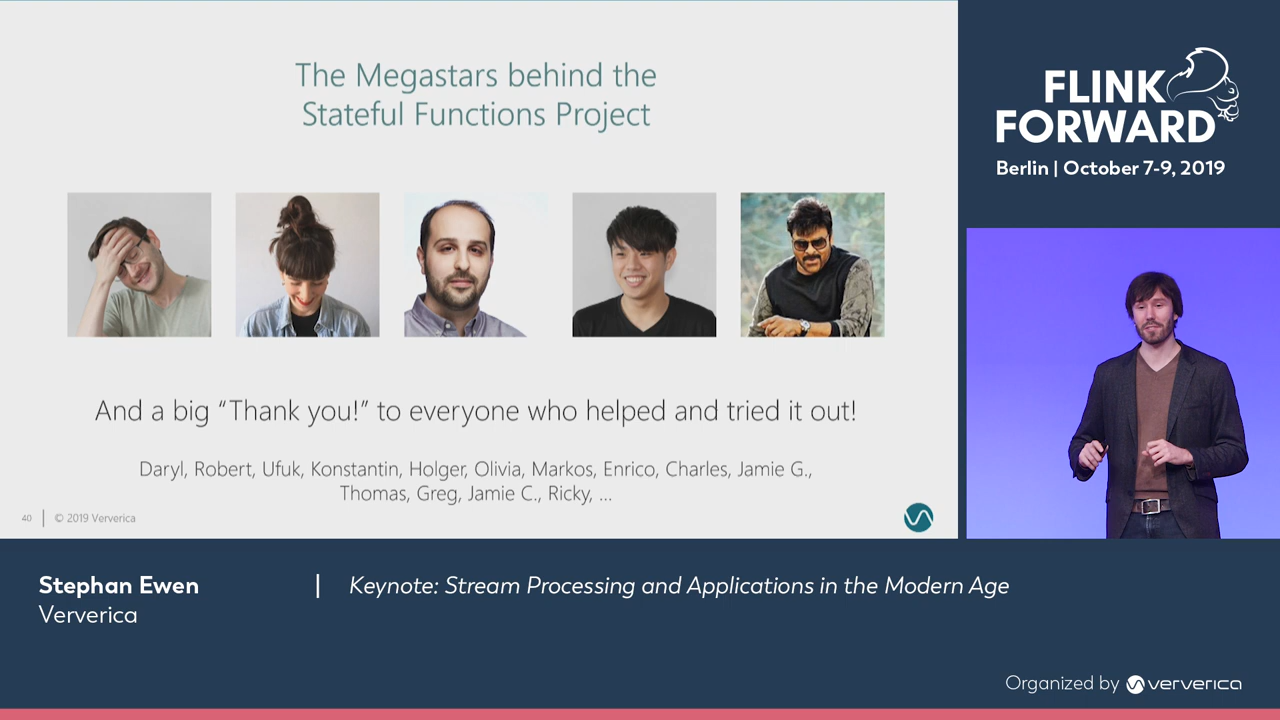 The Megastars behind the
Stateful Functions Project
And a big “Thank you!” to everyone who helped and tried it out!
Daryl, Robert, Ufuk, Konstantin, Holger, Olivia, Markos, Enrico, Charles, Jamie G.,
Thomas, Greg, Jamie C., Ricky, ...
40 | © 2019 Ververica
FLINK
FORWARD
Berlin | October 7-9, 2019
Stephan Ewen | Keynote: Stream Processing and Applications in the Modern Age
Ververica
Organized by ververica